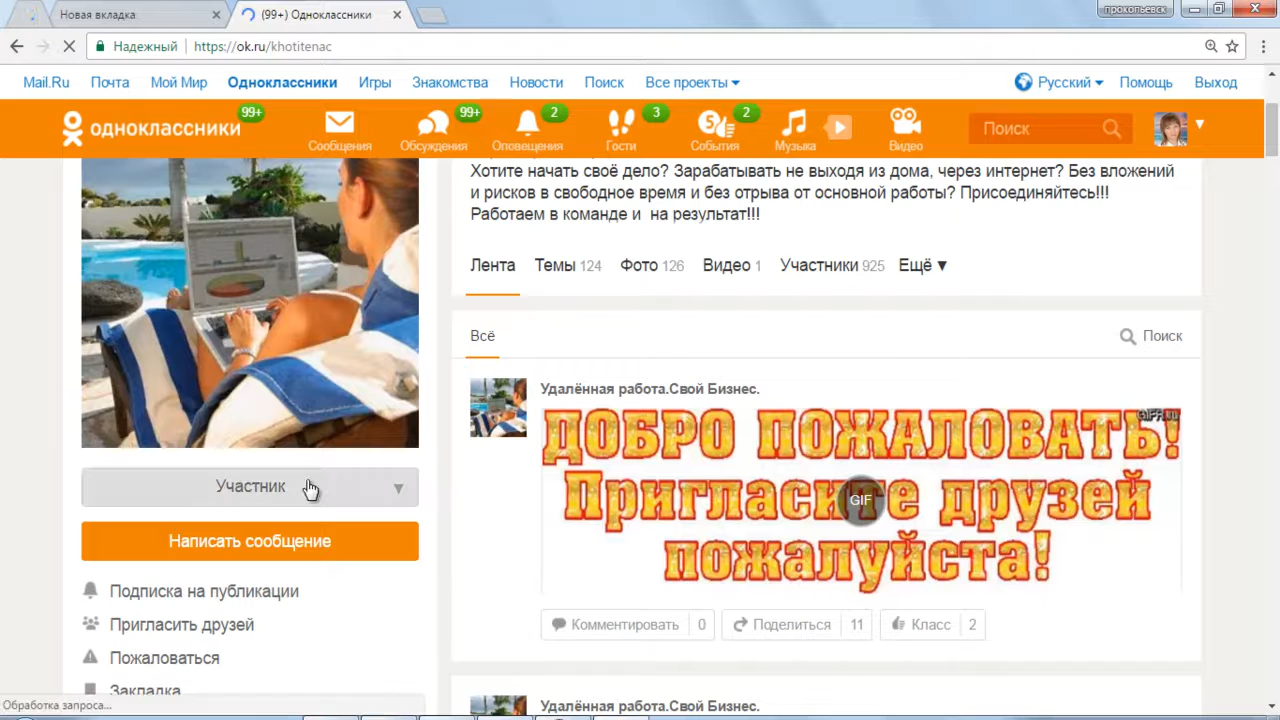 Новая вкладка
(99+) Одноклассники
прокопьевск
Надежный
https://ok.ru/khotitenac
Mail.Ru Почта Мой Мир Одноклассники Игры Знакомства Новости Поиск Все проекты Русский Помощь Выход
одноклассники 99+
Сообщения
Обсуждения 99+
Оповещения 2
Гости 3
События 5 2
Музыка
Видео
Поиск
Хотите начать своё дело? Зарабатывать не выходя из дома, через интернет? Без вложений
и рисков в свободное время и без отрыва от основной работы? Присоединяйтесь!!!
Работаем в команде и на результат!!!
Лента Темы 124 Фото 126 Видео 1 Участники 925 Ещё
Всё
Поиск
Удалённая работа.Свой Бизнес.
ДОБРО ПОЖАЛОВАТЬ!
Пригласите друзей
пожалуйста!
GIF
Комментировать 0
Поделиться 11
Класс 2
Удалённая работа.Свой Бизнес.
Участник
Написать сообщение
Подписка на публикации
Пригласить друзей
Пожаловаться
Закладка
Обработка запроса...